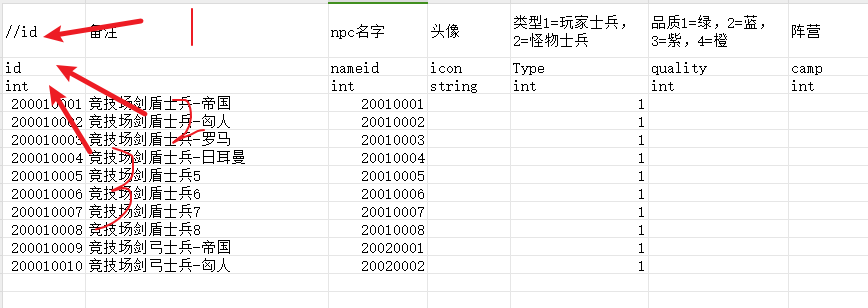 //id 备注 npc名字 头像 类型1=玩家士兵, 2=怪物士兵 品质1=绿, 2=蓝, 3=紫, 4=橙 阵营
id nameid icon Type quality camp
int int string int int int
200010001 竞技场剑盾士兵-帝国 20010001 1
200010002 竞技场剑盾士兵-匈人 20010002 1
200010003 竞技场剑盾士兵-罗马 20010003 1
200010004 竞技场剑盾士兵-日耳曼 20010004 1
200010005 竞技场剑盾士兵5 20010005 1
200010006 竞技场剑盾士兵6 20010006 1
200010007 竞技场剑盾士兵7 20010007 1
200010008 竞技场剑盾士兵8 20010008 1
200010009 竞技场剑弓士兵-帝国 20020001 1
200010010 竞技场剑弓士兵-匈人 20020002 1